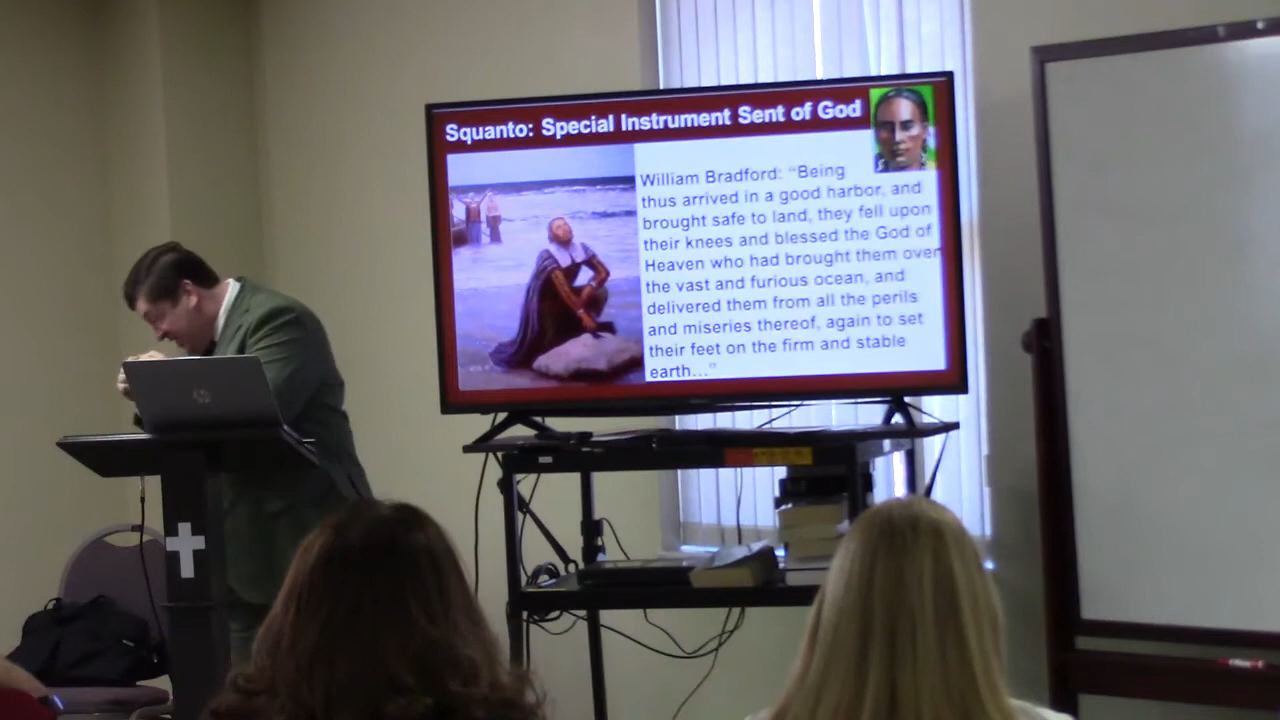 Squanto: Special Instrument Sent of God
William Bradford: “Being
thus arrived in a good harbor, and
brought safe to land, they fell upon
their knees and blessed the God of
Heaven who had brought them over
the vast and furious ocean, and
delivered them from all the perils
and miseries thereof, again to set
their feet on the firm and stable
earth...”
hp